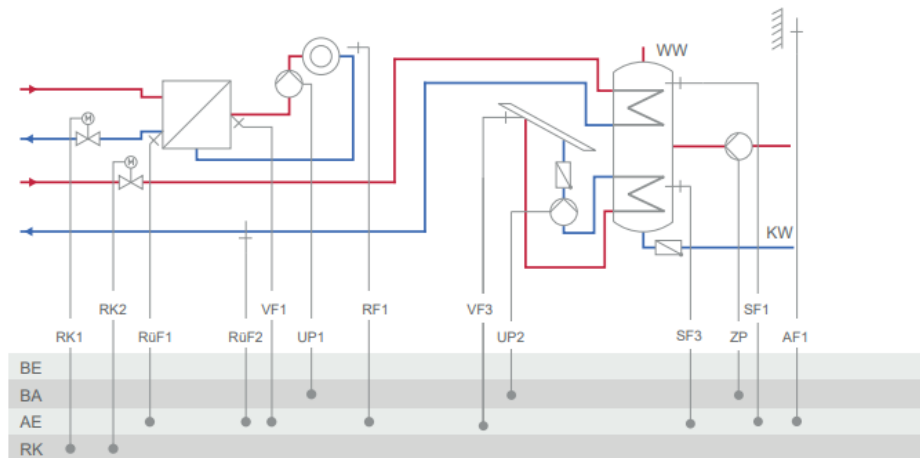 WW
M
M
KW
RK2 VF1 RF1 VF3 SF1
RK1 RüF1 RüF2 UP1 UP2 SF3 ZP AF1
BE
BA
AE
RK